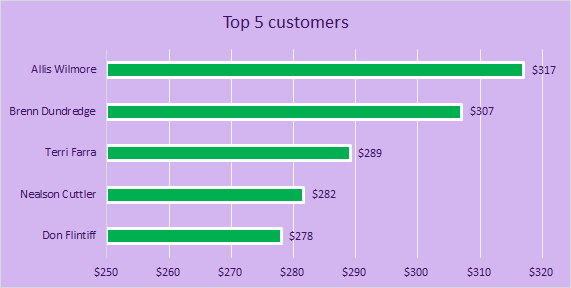 Top 5 customers
Allis Wilmore $317
Brenn Dundredge $307
Terri Farra $289
Nealson Cuttler $282
Don Flintiff $278
$250 $260 $270 $280 $290 $300 $310 $320